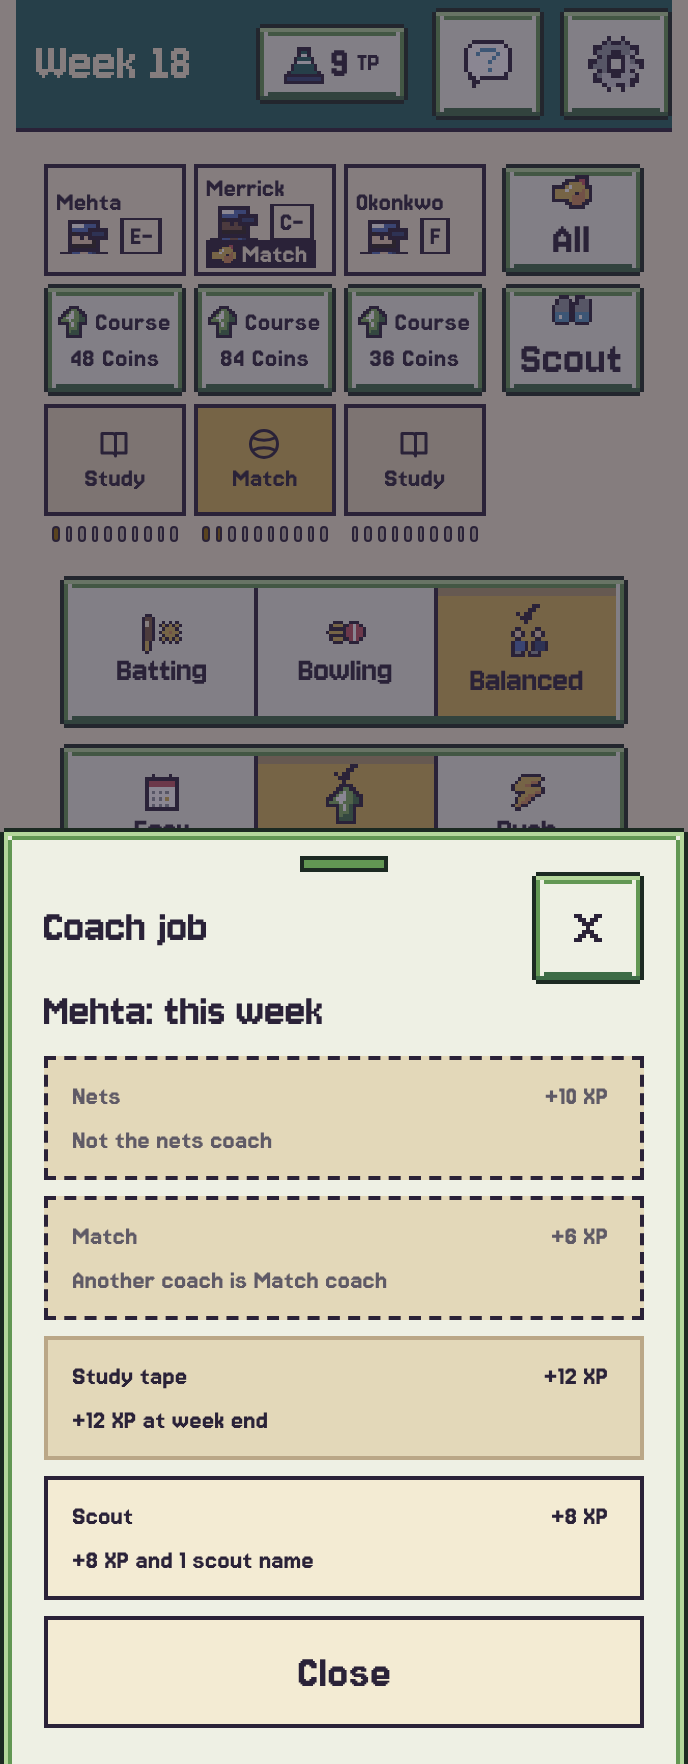 Week 18
9 TP
Mehta
E-
Merrick
C-
Match
Okonkwo
F
All
Course
48 Coins
Course
84 Coins
Course
36 Coins
Scout
Study
Match
Study
Batting
Bowling
Balanced
Coach job
X
Mehta: this week
Nets +10 XP
Not the nets coach
Match +6 XP
Another coach is Match coach
Study tape +12 XP
+12 XP at week end
Scout +8 XP
+8 XP and 1 scout name
Close